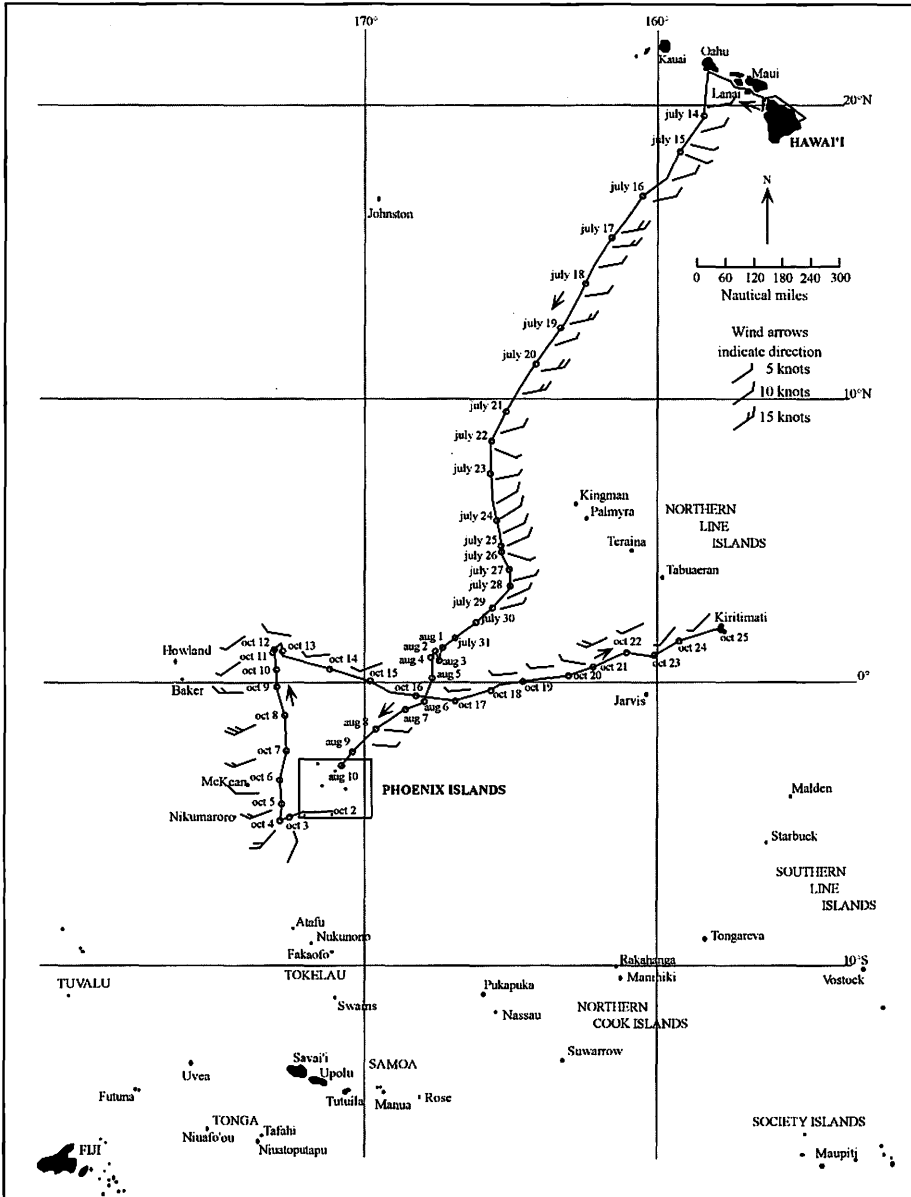 170°
160°
Kauai
Oahu
Maui
Lanai
20°N
HAWAI'I
july 14
july 15
july 16
july 17
july 18
july 19
july 20
july 21
july 22
july 23
july 24
july 25
july 26
july 27
july 28
july 29
july 30
july 31
Johnston
N
0 60 120 180 240 300
Nautical miles
Wind arrows
indicate direction
5 knots
10 knots
15 knots
10°N
Kingman
Palmyra
NORTHERN
LINE
ISLANDS
Teraina
Tabuaeran
Kiritimati
oct 25
oct 24
oct 23
oct 22
oct 21
oct 20
oct 19
oct 18
oct 17
oct 16
oct 15
oct 14
oct 13
oct 12
oct 11
oct 10
oct 9
oct 8
oct 7
oct 6
oct 5
oct 4
oct 3
oct 2
aug 1
aug 2
aug 3
aug 4
aug 5
aug 6
aug 7
aug 8
aug 9
aug 10
Howland
Baker
0°
Jarvis
McKean
Nikumaroro
PHOENIX ISLANDS
Malden
Starbuck
SOUTHERN
LINE
ISLANDS
Atafu
Nukunono
Fakaofo
TOKELAU
Swains
Tongareva
Rakahanga
Manihiki
10°S
Vostock
TUVALU
Pukapuka
Nassau
NORTHERN
COOK ISLANDS
Suwarrow
Uvea
Futuna
Savai'i
Upolu
SAMOA
Tutuila
Manua
Rose
TONGA
Niuafo'ou
Tafahi
Niuatoputapu
FIJI
SOCIETY ISLANDS
Maupiti